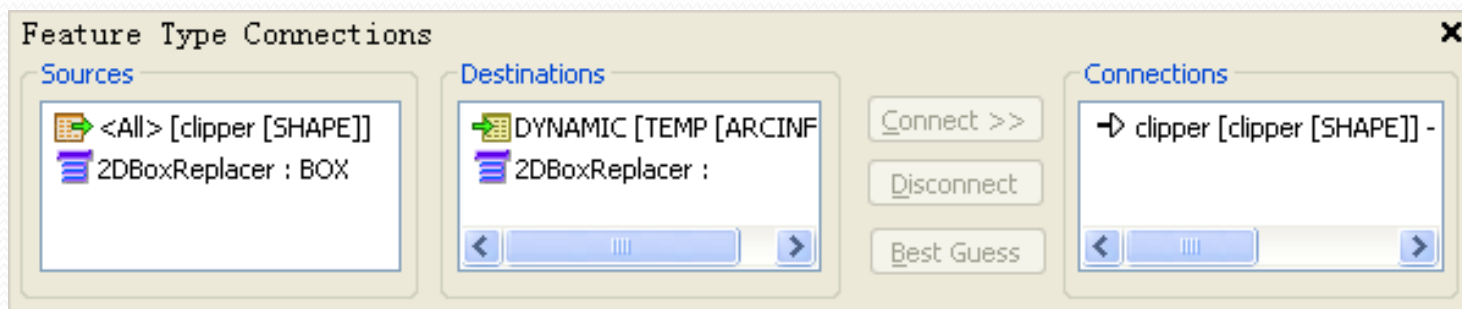 Feature Type Connections
Sources
<All> [clipper [SHAPE]]
2DBoxReplacer : BOX
Destinations
DYNAMIC [TEMP [ARCINF
2DBoxReplacer :
Connect >>
Disconnect
Best Guess
Connections
clipper [clipper [SHAPE]] -